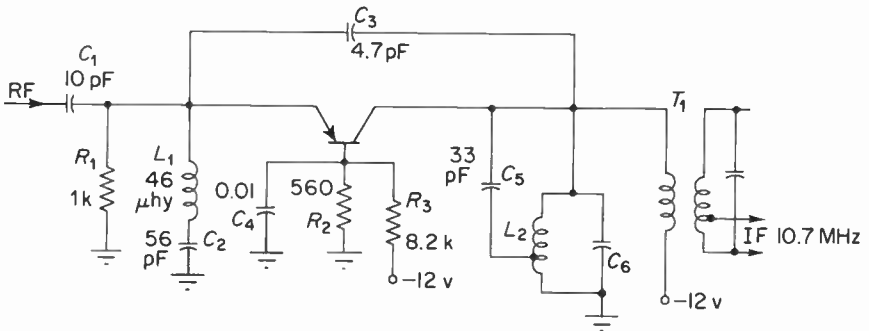 C₃
4.7pF
C₁
10 pF
RF
T₁
R₁
1k
L₁
46
μhy
56
pF
C₂
0.01
C₄
560
R₂
R₃
8.2 k
−12 v
33
pF
C₅
L₂
C₆
IF 10.7 MHz
−12 v